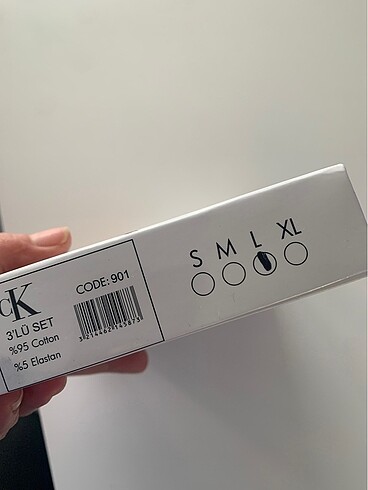 CK
3'LÜ SET
%95 Cotton
%5 Elastan
CODE: 901
S M L XL